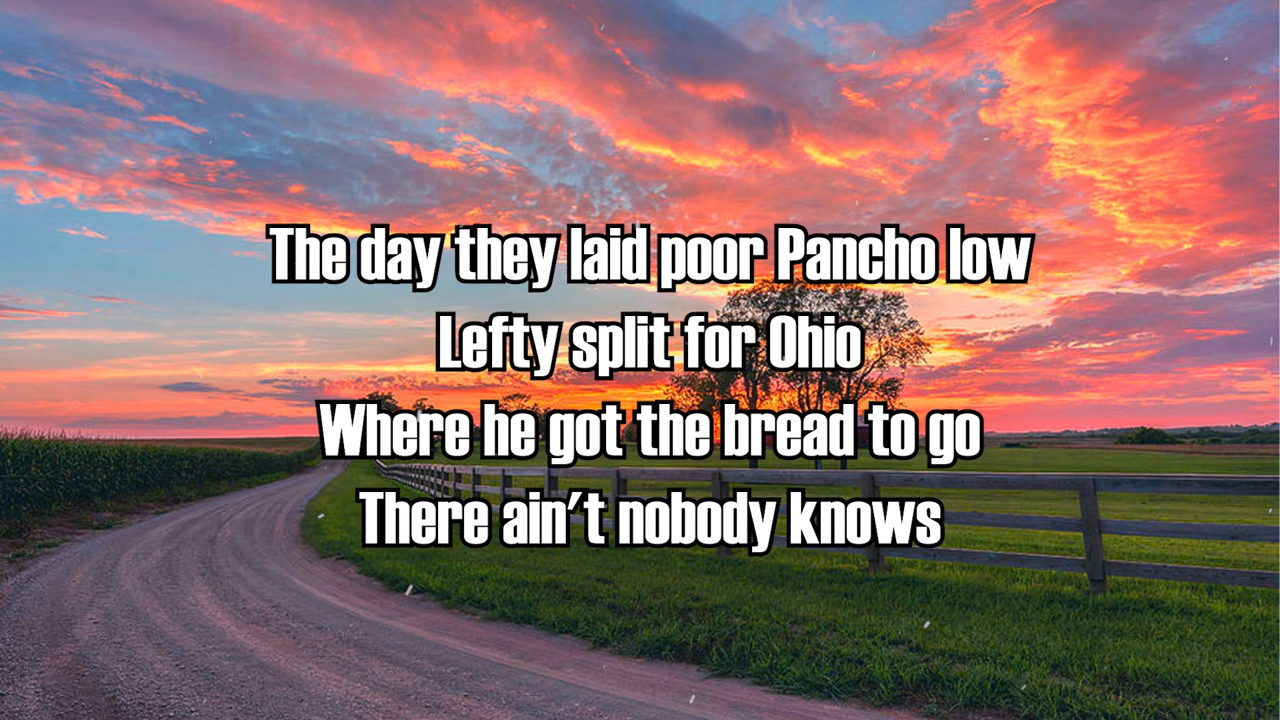 The day they laid poor Pancho low
Lefty split for Ohio
Where he got the bread to go
There ain't nobody knows